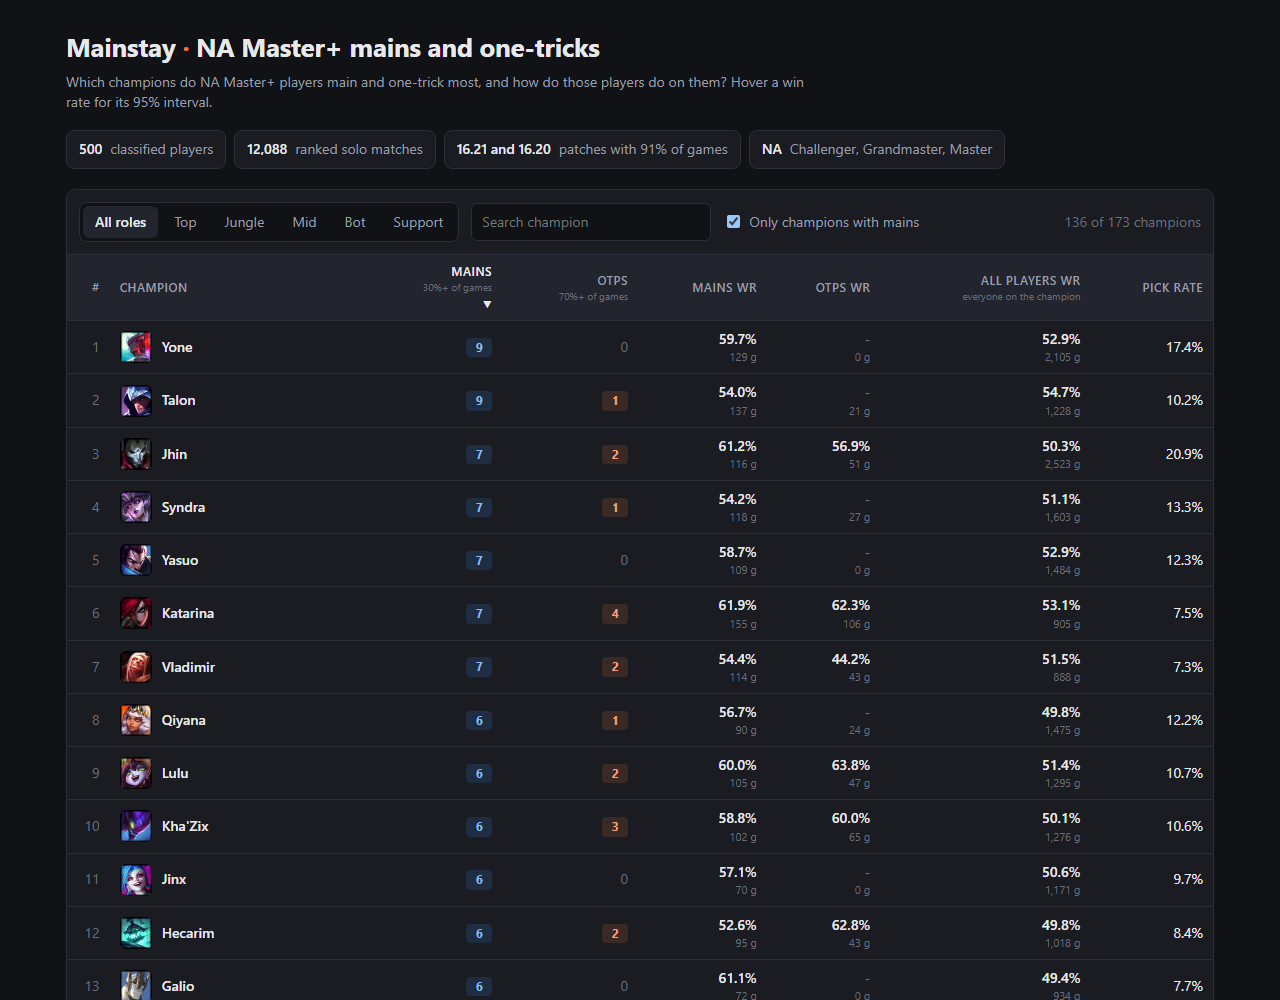 Mainstay · NA Master+ mains and one-tricks
Which champions do NA Master+ players main and one-trick most, and how do those players do on them? Hover a win
rate for its 95% interval.
500 classified players 12,088 ranked solo matches 16.21 and 16.20 patches with 91% of games NA Challenger, Grandmaster, Master
All roles Top Jungle Mid Bot Support Search champion Only champions with mains 136 of 173 champions
# CHAMPION MAINS 30%+ of games ▼ OTPS 70%+ of games MAINS WR OTPS WR ALL PLAYERS WR everyone on the champion PICK RATE
1 Yone 9 0 59.7% – 52.9% 17.4%
129 g 0 g 2,105 g
2 Talon 9 1 54.0% – 54.7% 10.2%
137 g 21 g 1,228 g
3 Jhin 7 2 61.2% 56.9% 50.3% 20.9%
116 g 51 g 2,523 g
4 Syndra 7 1 54.2% – 51.1% 13.3%
118 g 27 g 1,603 g
5 Yasuo 7 0 58.7% – 52.9% 12.3%
109 g 0 g 1,484 g
6 Katarina 7 4 61.9% 62.3% 53.1% 7.5%
155 g 106 g 905 g
7 Vladimir 7 2 54.4% 44.2% 51.5% 7.3%
114 g 43 g 888 g
8 Qiyana 6 1 56.7% – 49.8% 12.2%
90 g 24 g 1,475 g
9 Lulu 6 2 60.0% 63.8% 51.4% 10.7%
105 g 47 g 1,295 g
10 Kha'Zix 6 3 58.8% 60.0% 50.1% 10.6%
102 g 65 g 1,276 g
11 Jinx 6 0 57.1% – 50.6% 9.7%
70 g 0 g 1,171 g
12 Hecarim 6 2 52.6% 62.8% 49.8% 8.4%
95 g 43 g 1,018 g
13 Galio 6 0 61.1% – 49.4% 7.7%
72 g 0 g 934 g